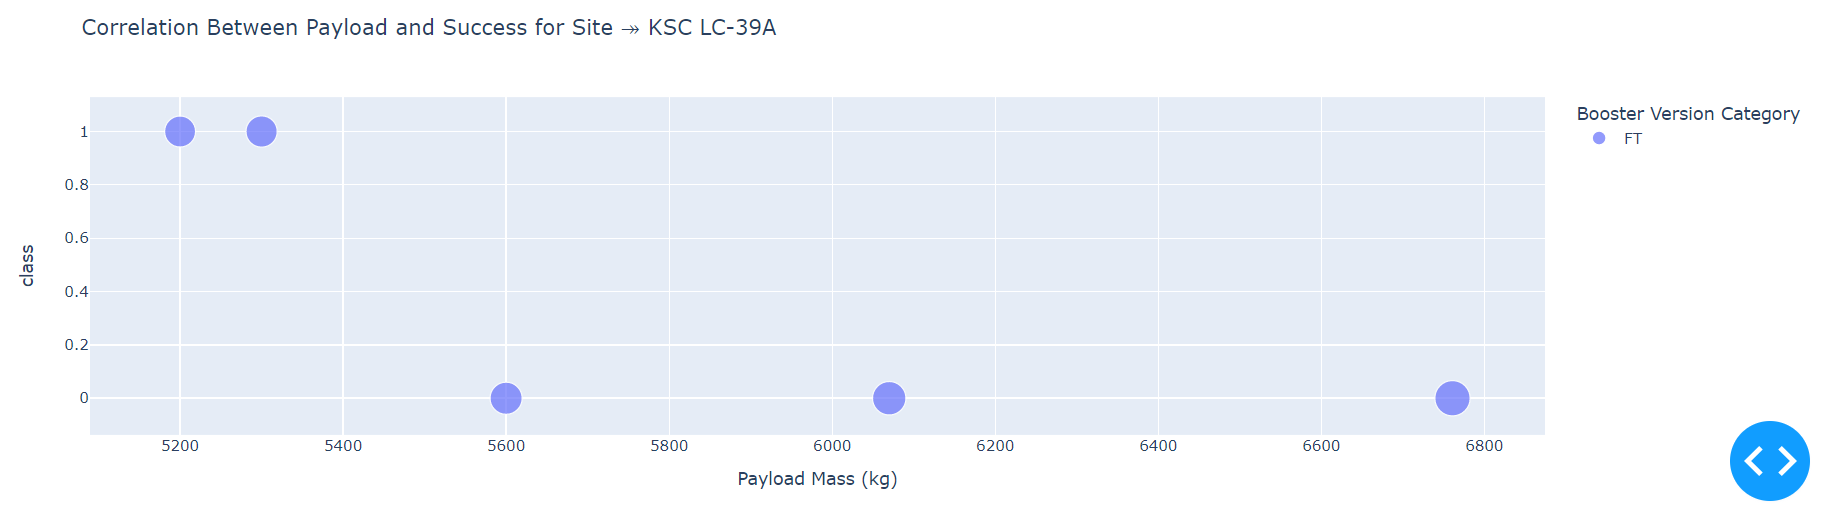 Correlation Between Payload and Success for Site ↠ KSC LC-39A
Booster Version Category
FT
class
1
0.8
0.6
0.4
0.2
0
5200 5400 5600 5800 6000 6200 6400 6600 6800
Payload Mass (kg)